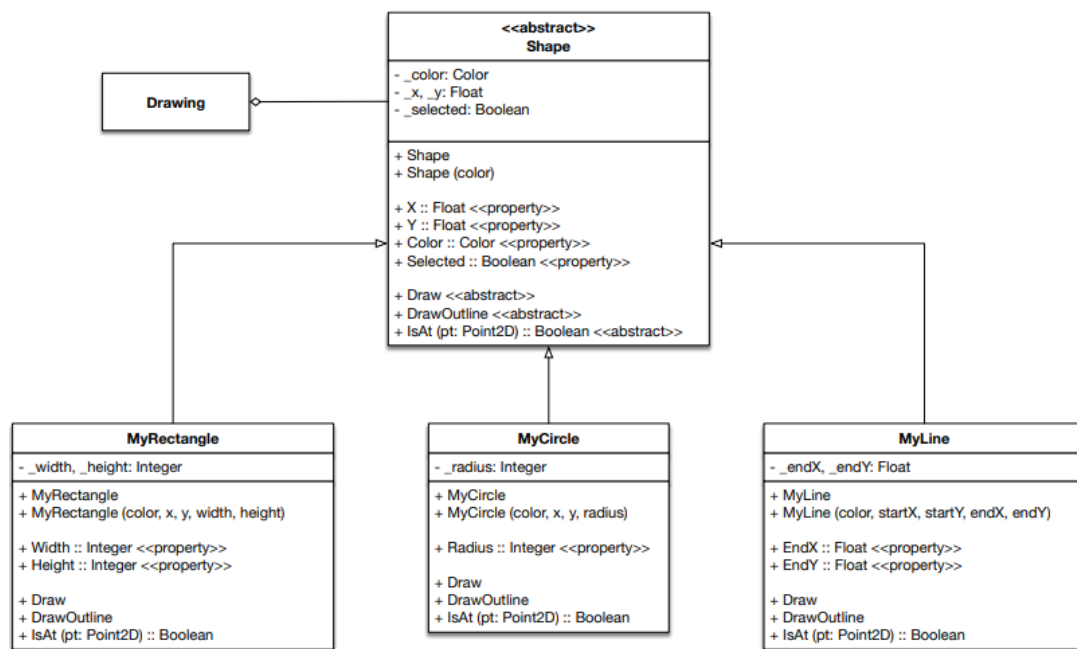 <<abstract>>
Shape
- _color: Color
- _x, _y: Float
- _selected: Boolean
+ Shape
+ Shape (color)
+ X :: Float <<property>>
+ Y :: Float <<property>>
+ Color :: Color <<property>>
+ Selected :: Boolean <<property>>
+ Draw <<abstract>>
+ DrawOutline <<abstract>>
+ IsAt (pt: Point2D) :: Boolean <<abstract>>
Drawing
MyRectangle
- _width, _height: Integer
+ MyRectangle
+ MyRectangle (color, x, y, width, height)
+ Width :: Integer <<property>>
+ Height :: Integer <<property>>
+ Draw
+ DrawOutline
+ IsAt (pt: Point2D) :: Boolean
MyCircle
- _radius: Integer
+ MyCircle
+ MyCircle (color, x, y, radius)
+ Radius :: Integer <<property>>
+ Draw
+ DrawOutline
+ IsAt (pt: Point2D) :: Boolean
MyLine
- _endX, _endY: Float
+ MyLine
+ MyLine (color, startX, startY, endX, endY)
+ EndX :: Float <<property>>
+ EndY :: Float <<property>>
+ Draw
+ DrawOutline
+ IsAt (pt: Point2D) :: Boolean